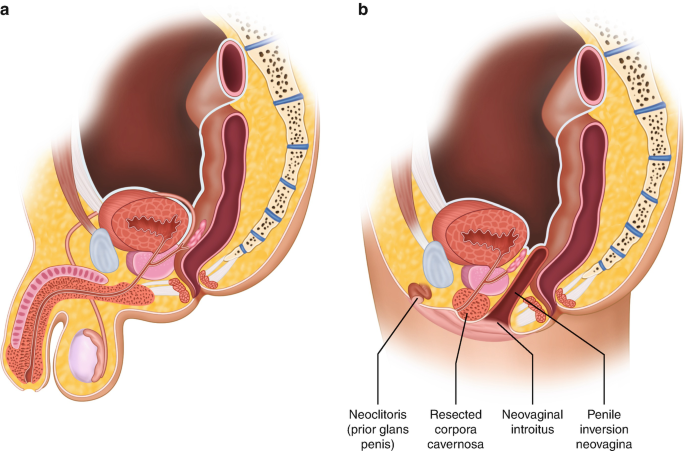 a
b
Neoclitoris
(prior glans
penis)
Resected
corpora
cavernosa
Neovaginal
introitus
Penile
inversion
neovagina